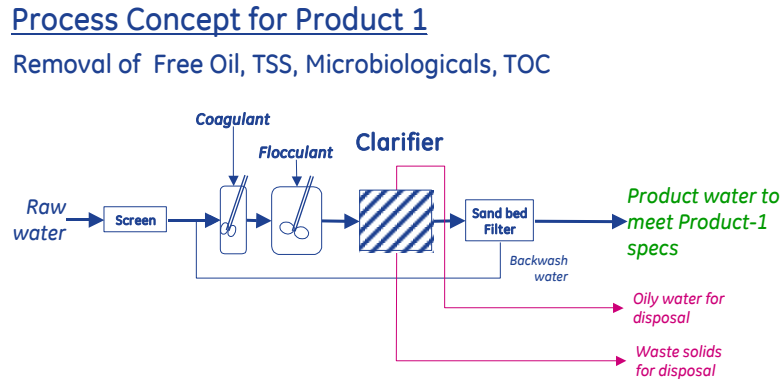 Process Concept for Product 1
Removal of Free Oil, TSS, Microbiologicals, TOC
Coagulant
Flocculant
Clarifier
Raw
water
Screen
Sand bed
Filter
Product water to
meet Product-1
specs
Backwash
water
Oily water for
disposal
Waste solids
for disposal